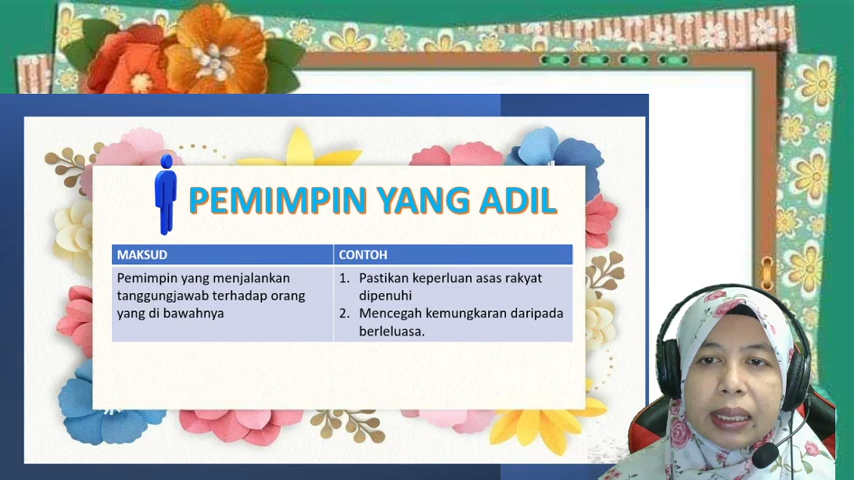 PEMIMPIN YANG ADIL
MAKSUD
Pemimpin yang menjalankan
tanggungjawab terhadap orang
yang di bawahnya
CONTOH
1. Pastikan keperluan asas rakyat
dipenuhi
2. Mencegah kemungkaran daripada
berleluasa.